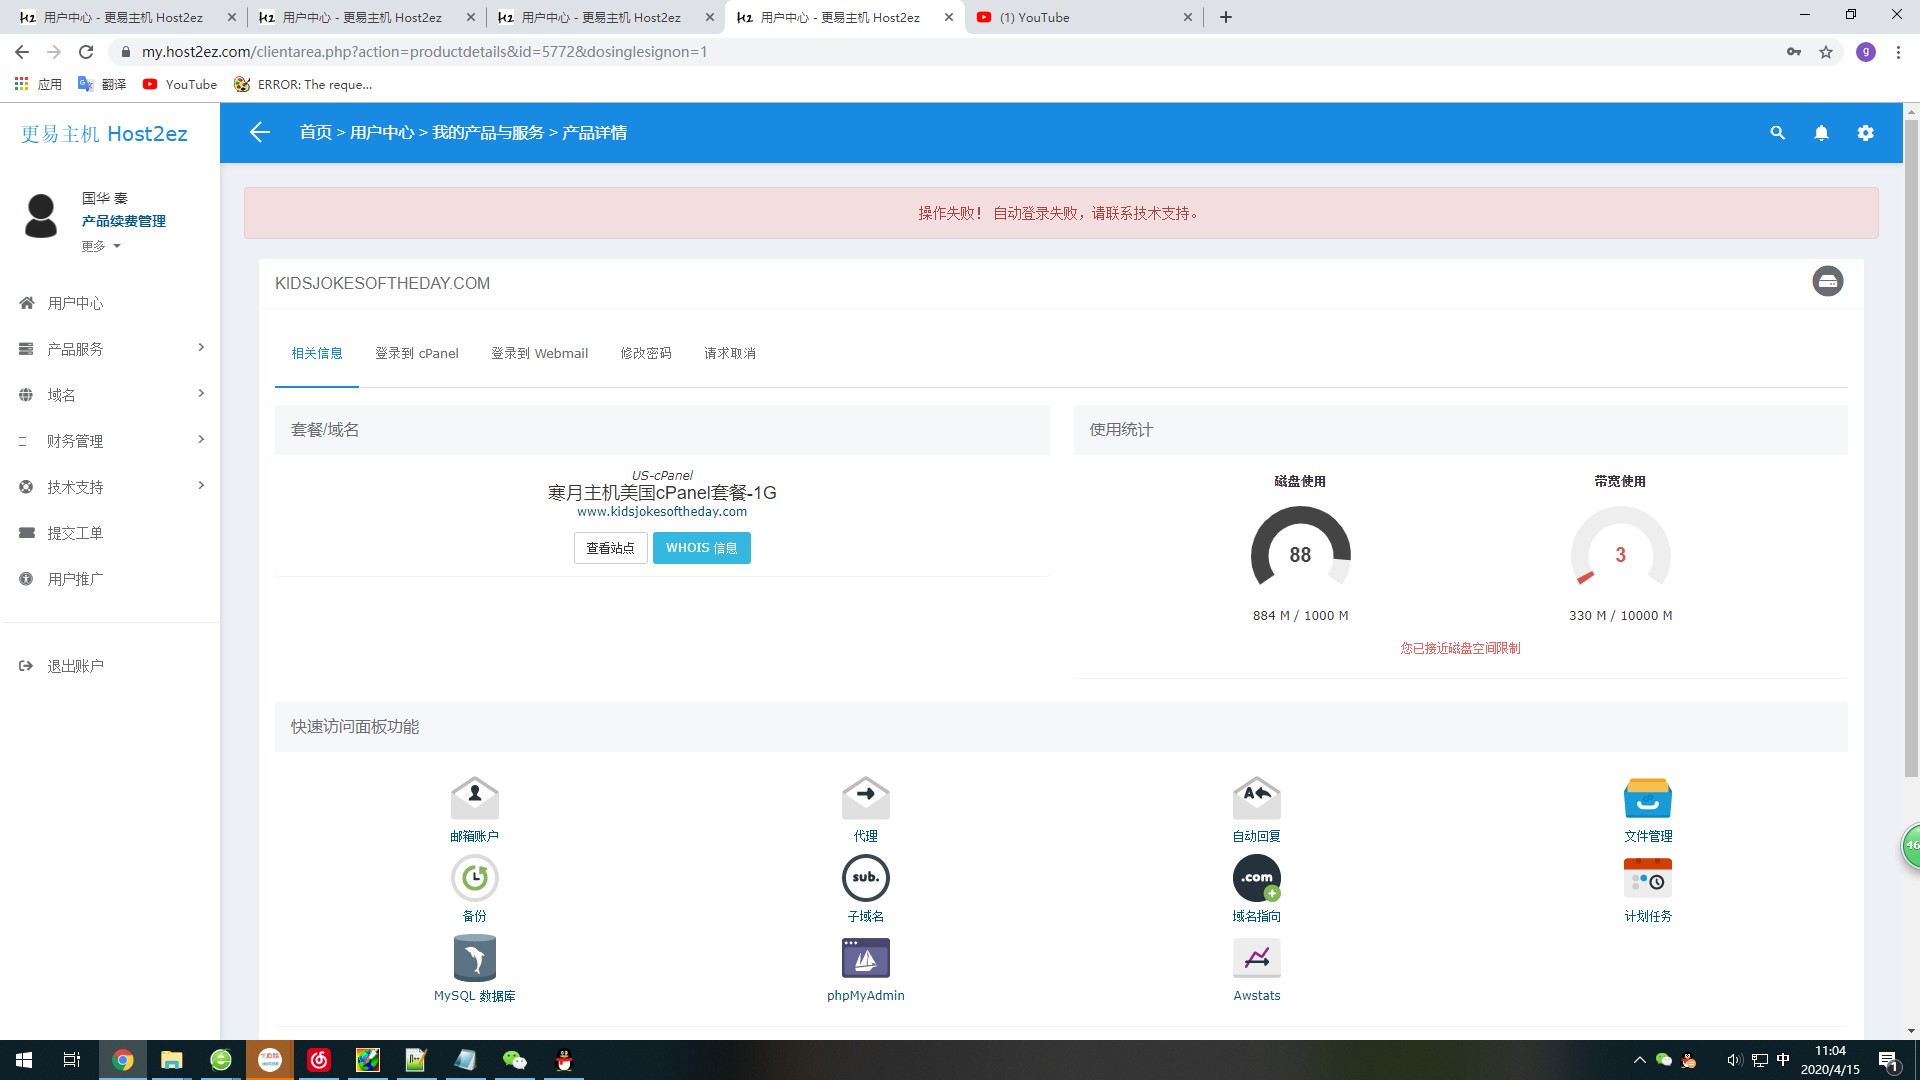 用户中心 - 更易主机 Host2ez
用户中心 - 更易主机 Host2ez
用户中心 - 更易主机 Host2ez
用户中心 - 更易主机 Host2ez
(1) YouTube
my.host2ez.com/clientarea.php?action=productdetails&id=5772&dosinglesignon=1
g
应用
翻译
YouTube
ERROR: The reque...
更易主机 Host2ez
首页 > 用户中心 > 我的产品与服务 > 产品详情
国华 秦
产品续费管理
更多
用户中心
产品服务
域名
财务管理
技术支持
提交工单
用户推广
退出账户
操作失败! 自动登录失败，请联系技术支持。
KIDSJOKESOFTHEDAY.COM
相关信息
登录到 cPanel
登录到 Webmail
修改密码
请求取消
套餐/域名
US-cPanel
寒月主机美国cPanel套餐-1G
www.kidsjokesoftheday.com
查看站点
WHOIS 信息
使用统计
磁盘使用
带宽使用
88
3
884 M / 1000 M
330 M / 10000 M
您已接近磁盘空间限制
快速访问面板功能
邮箱账户
代理
自动回复
文件管理
sub.
.com
备份
子域名
域名指向
计划任务
MySQL 数据库
phpMyAdmin
Awstats
46
中
11:04
2020/4/15
1